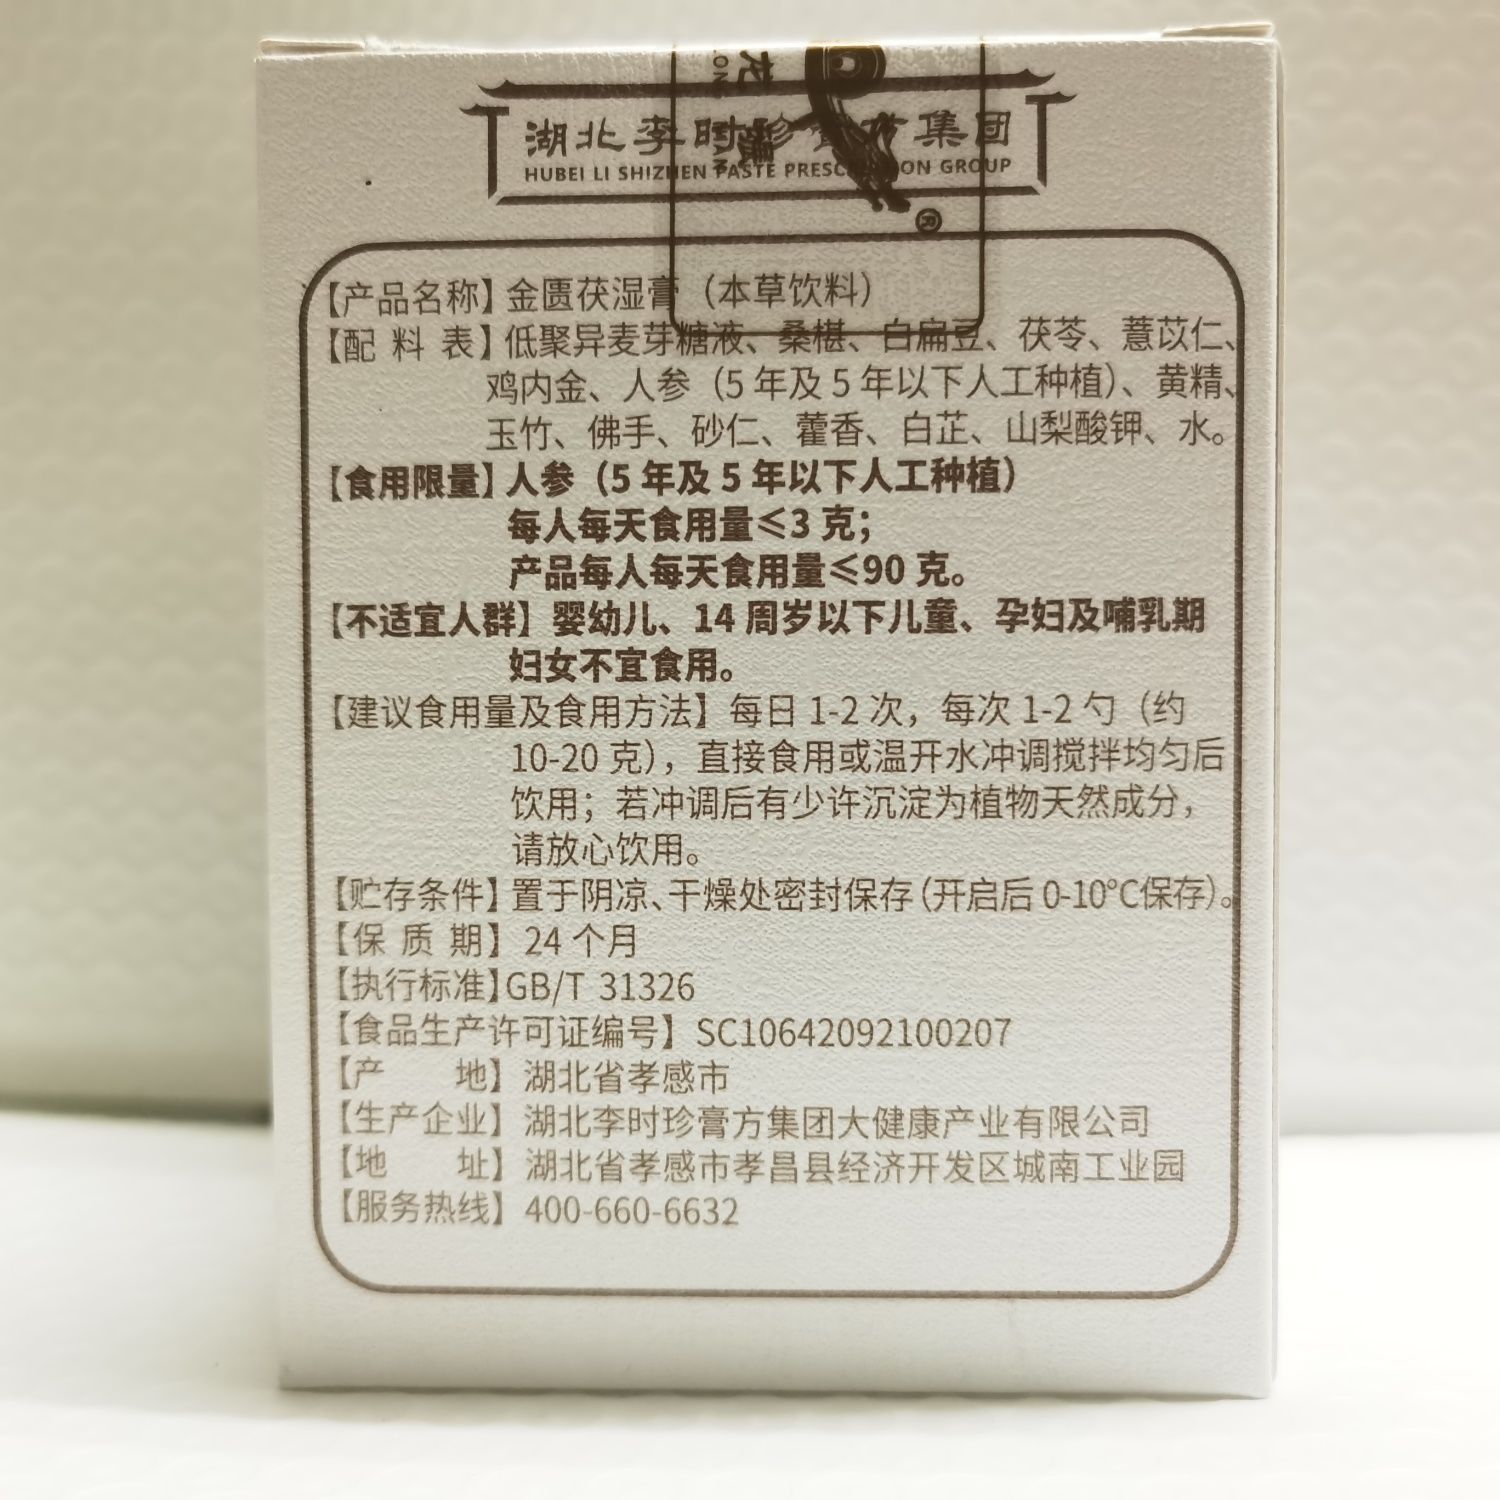 湖北李时珍膏方集团
HUBEI LI SHIZHEN PASTE PRESCRIPTION GROUP
【产品名称】金匮茯湿膏（本草饮料）
【配料表】低聚异麦芽糖液、桑椹、白扁豆、茯苓、薏苡仁、
鸡内金、人参（5年及5年以下人工种植）、黄精、
玉竹、佛手、砂仁、藿香、白芷、山梨酸钾、水。
【食用限量】人参（5年及5年以下人工种植）
每人每天食用量≤3克；
产品每人每天食用量≤90克。
【不适宜人群】婴幼儿、14周岁以下儿童、孕妇及哺乳期
妇女不宜食用。
【建议食用量及食用方法】每日1-2次，每次1-2勺（约
10-20克），直接食用或温开水冲调搅拌均匀后
饮用；若冲调后有少许沉淀为植物天然成分，
请放心饮用。
【贮存条件】置于阴凉、干燥处密封保存（开启后0-10℃保存）。
【保质期】24个月
【执行标准】GB/T 31326
【食品生产许可证编号】SC10642092100207
【产地】湖北省孝感市
【生产企业】湖北李时珍膏方集团大健康产业有限公司
【地址】湖北省孝感市孝昌县经济开发区城南工业园
【服务热线】400-660-6632